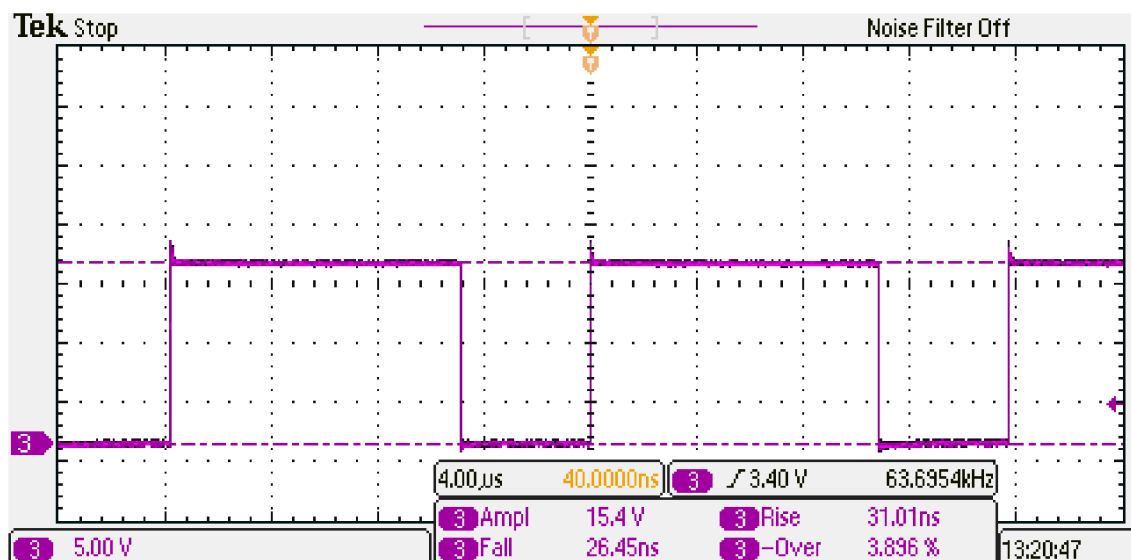 Tek Stop Noise Filter Off
T
T
3
4.00µs 40.0000ns 3 ƒ 3.40 V 63.6954kHz
3 Ampl 15.4 V 3 Rise 31.01ns
3 5.00 V 3 Fall 26.45ns 3 -Over 3.896 % 13:20:47